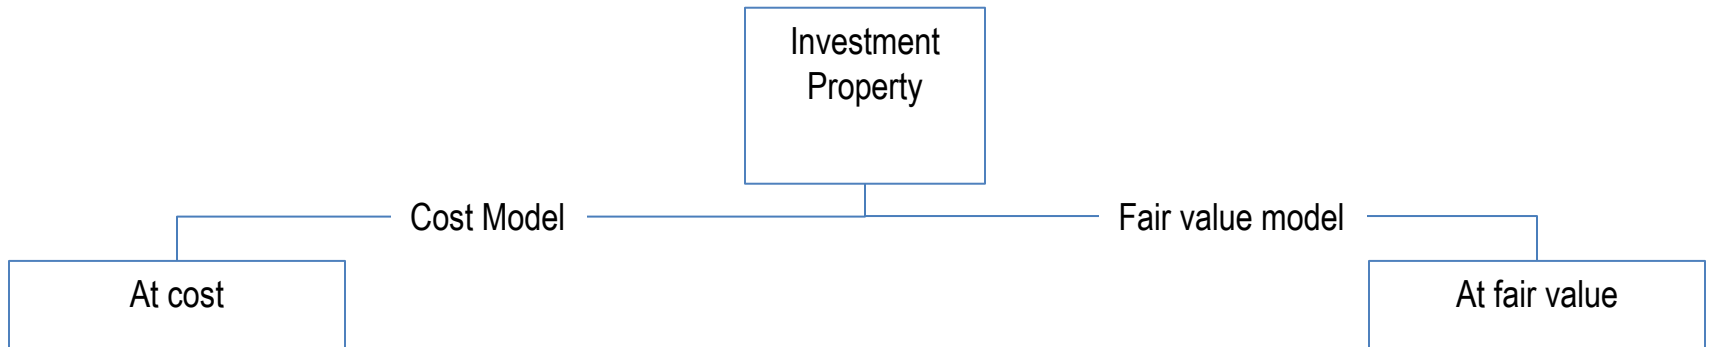 Investment
Property
Cost Model
Fair value model
At cost
At fair value